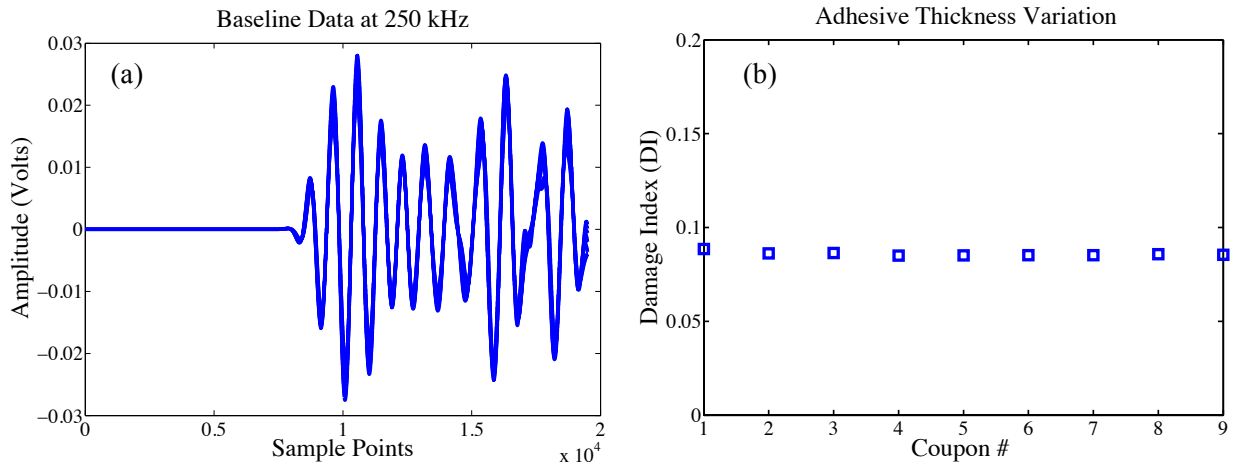 Baseline Data at 250 kHz
(a)
Amplitude (Volts)
0.03
0.02
0.01
0
–0.01
–0.02
–0.03
0
0.5
1
1.5
2
x 10^4
Sample Points
Adhesive Thickness Variation
(b)
Damage Index (DI)
0.2
0.15
0.1
0.05
0
1
2
3
4
5
6
7
8
9
Coupon #